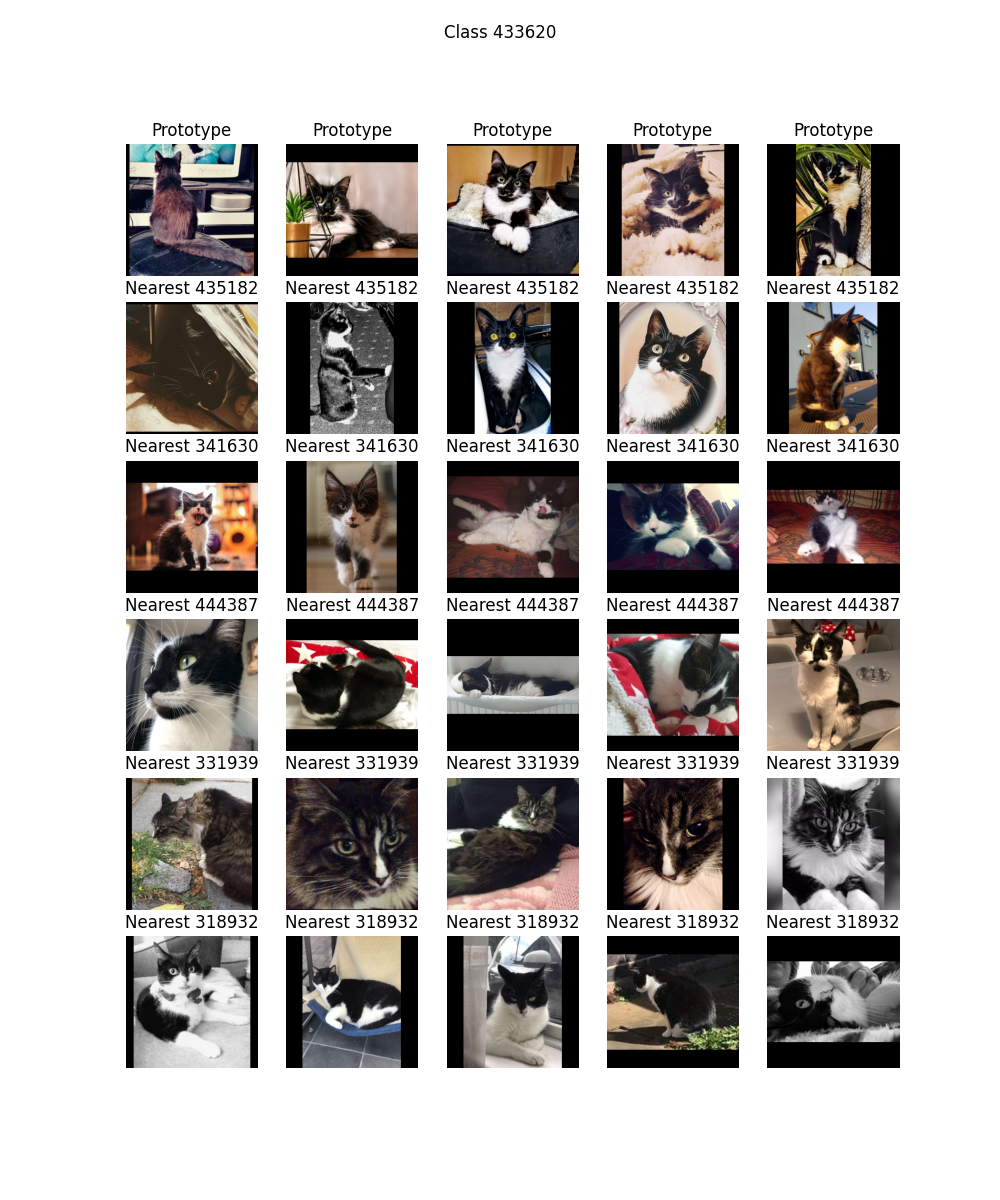 Class 433620
Prototype Prototype Prototype Prototype Prototype
Nearest 435182 Nearest 435182 Nearest 435182 Nearest 435182 Nearest 435182
Nearest 341630 Nearest 341630 Nearest 341630 Nearest 341630 Nearest 341630
Nearest 444387 Nearest 444387 Nearest 444387 Nearest 444387 Nearest 444387
Nearest 331939 Nearest 331939 Nearest 331939 Nearest 331939 Nearest 331939
Nearest 318932 Nearest 318932 Nearest 318932 Nearest 318932 Nearest 318932